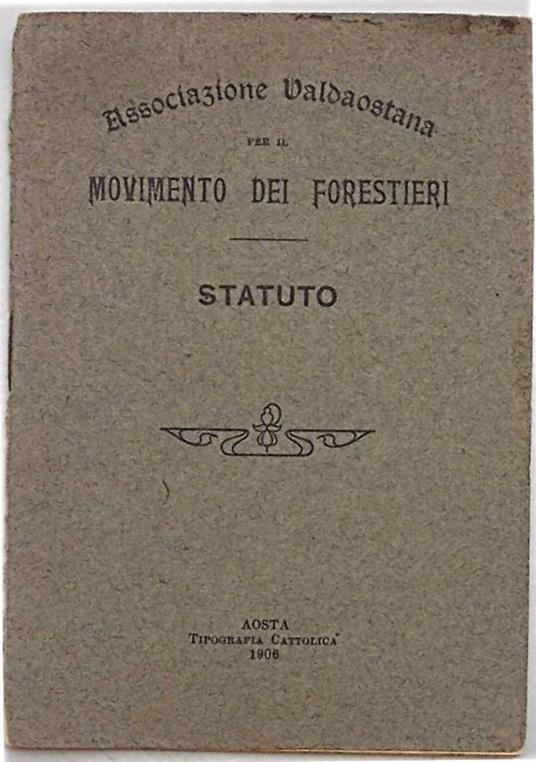 Associazione Valdaostana
PER IL
MOVIMENTO DEI FORESTIERI
STATUTO
AOSTA
TIPOGRAFIA CATTOLICA
1906